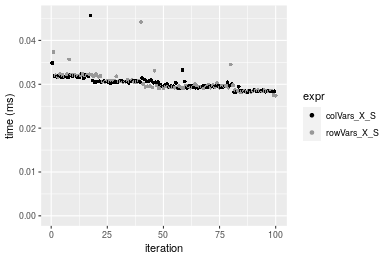 0.04
0.03
0.02
0.01
0.00
time (ms)
0
25
50
75
100
iteration
expr
colVars_X_S
rowVars_X_S